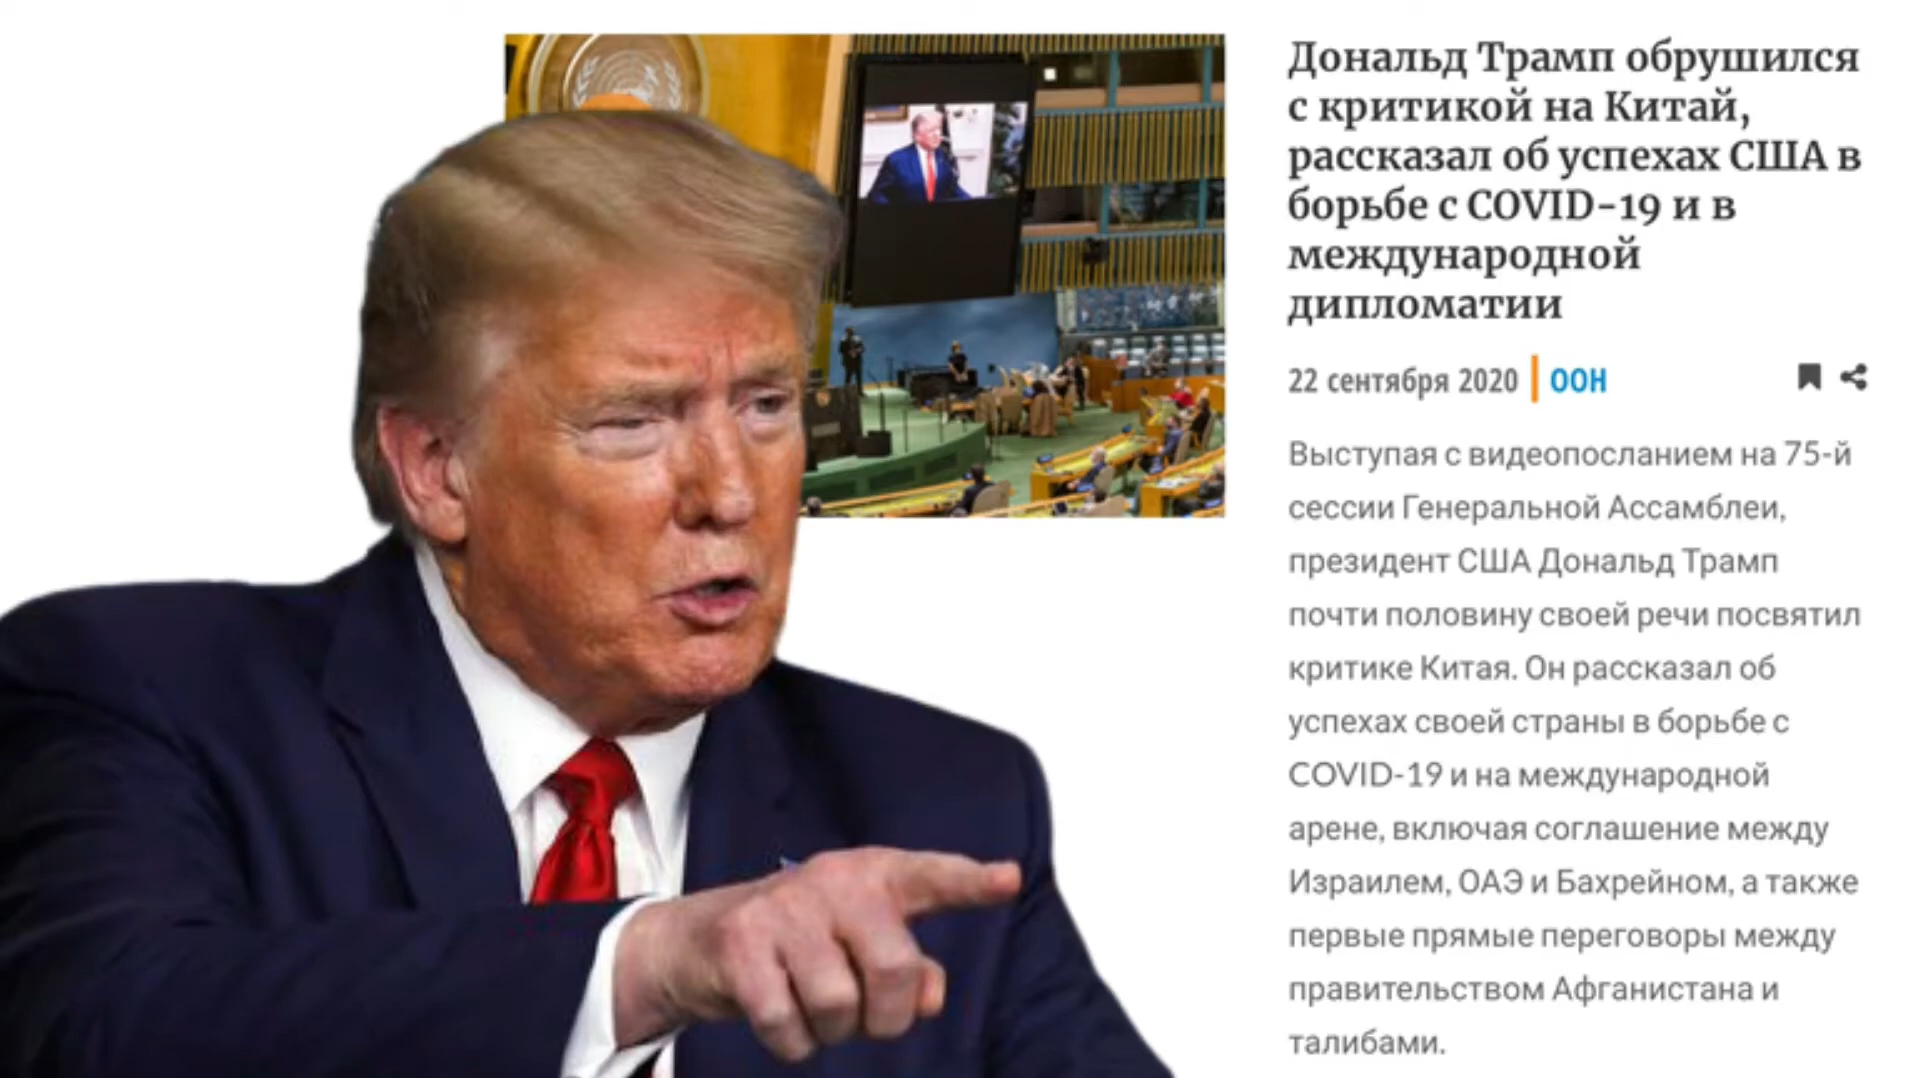 Дональд Трамп обрушился
с критикой на Китай,
рассказал об успехах США в
борьбе с COVID-19 и в
международной
дипломатии
22 сентября 2020 | ООН
Выступая с видеопосланием на 75-й
сессии Генеральной Ассамблеи,
президент США Дональд Трамп
почти половину своей речи посвятил
критике Китая. Он рассказал об
успехах своей страны в борьбе с
COVID-19 и на международной
арене, включая соглашение между
Израилем, ОАЭ и Бахрейном, а также
первые прямые переговоры между
правительством Афганистана и
талибами.